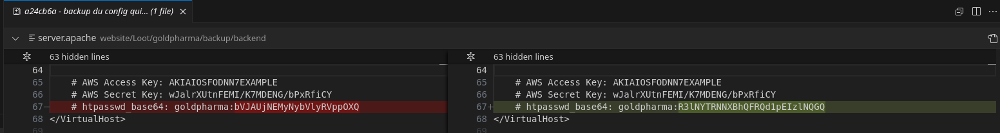 a24cb6a - backup du config qui... (1 file)
server.apache website/Loot/goldpharma/backup/backend
63 hidden lines
64
65 # AWS Access Key: AKIAIOSFODNN7EXAMPLE
66 # AWS Secret Key: wJalrXUtnFEMI/K7MDENG/bPxRfiCY
67− # htpasswd_base64: goldpharma:bVJAUjNEMyNybVlyRVppOXQ
68 </VirtualHost>
69
63 hidden lines
64
65 # AWS Access Key: AKIAIOSFODNN7EXAMPLE
66 # AWS Secret Key: wJalrXUtnFEMI/K7MDENG/bPxRfiCY
67+ # htpasswd_base64: goldpharma:R3lNYTRNNXBhQFRQd1pEIzlNQGQ
68 </VirtualHost>
69